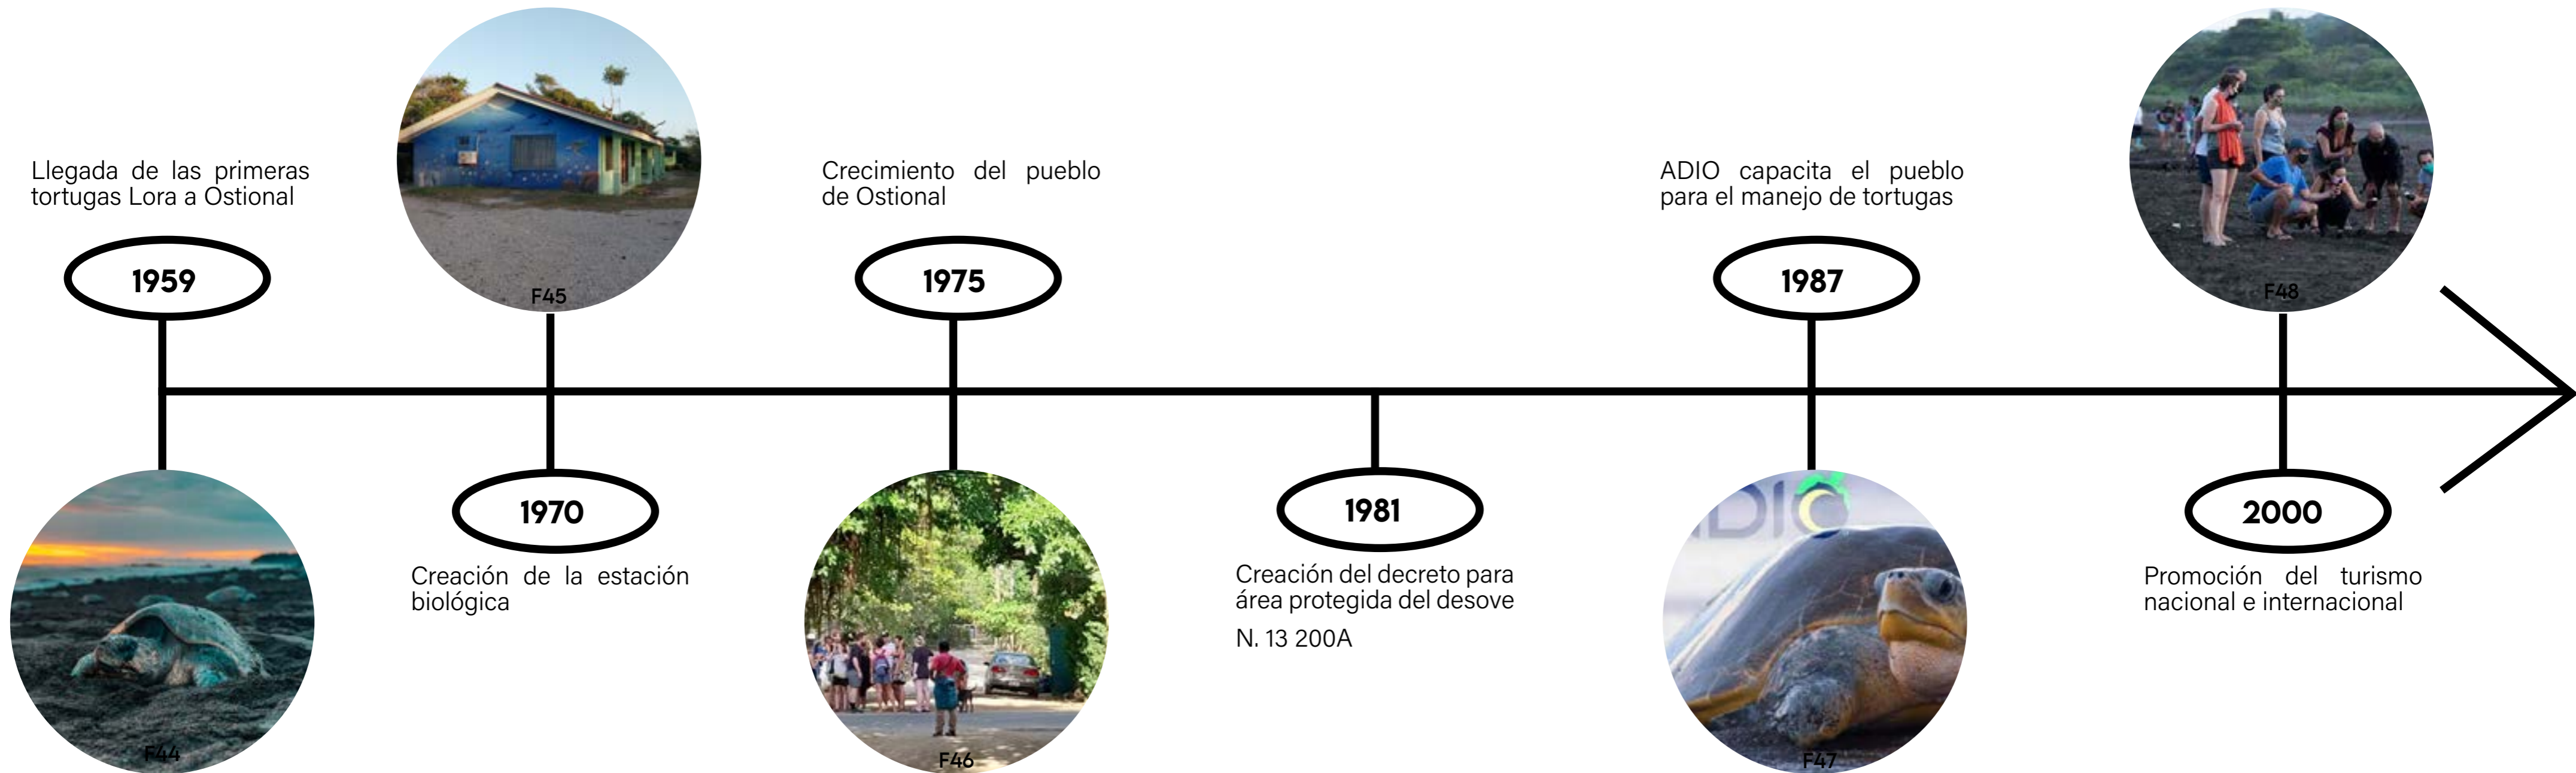 Llegada de las primeras
tortugas Lora a Ostional
1959
F44
F45
1970
Creación de la estación
biológica
Crecimiento del pueblo
de Ostional
1975
F46
1981
Creación del decreto para
área protegida del desove
N. 13 200A
ADIO capacita el pueblo
para el manejo de tortugas
1987
DIO
F47
F48
2000
Promoción del turismo
nacional e internacional